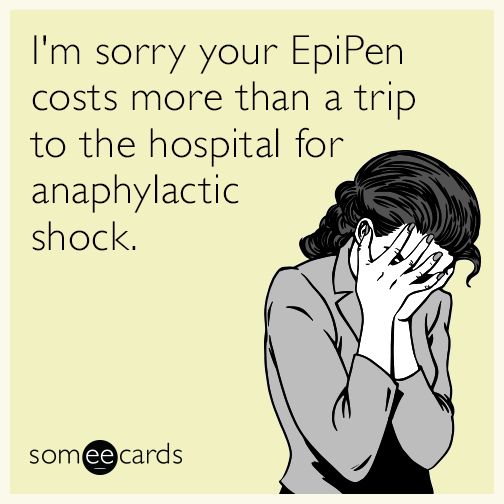 I'm sorry your EpiPen
costs more than a trip
to the hospital for
anaphylactic
shock.
someecards